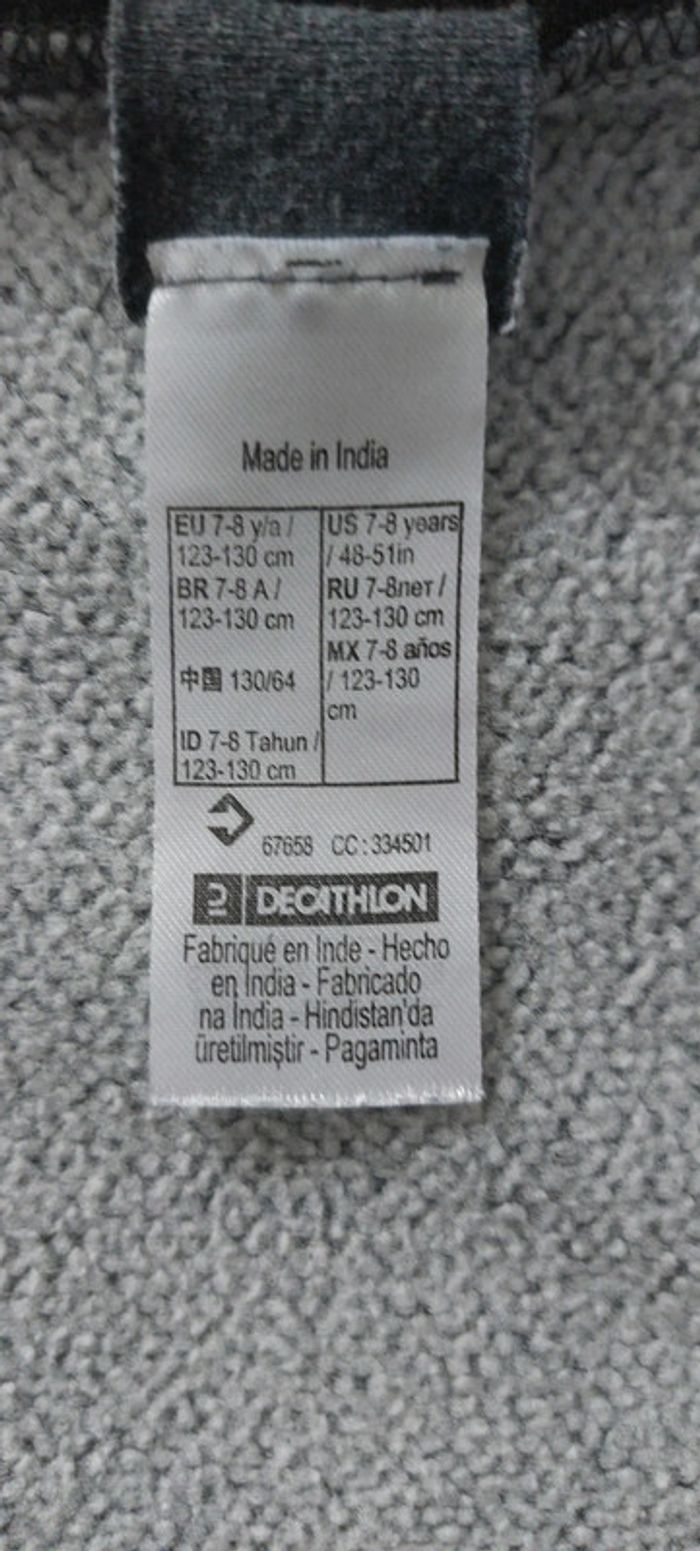 Made in India
EU 7-8 y/a /
123-130 cm
BR 7-8 A /
123-130 cm
中国 130/64
ID 7-8 Tahun /
123-130 cm
US 7-8 years
/ 48-51in
RU 7-8лет /
123-130 cm
MX 7-8 años
/ 123-130
cm
67658 CC : 334501
DECATHLON
Fabriqué en Inde - Hecho
en India - Fabricado
na Índia - Hindistan'da
üretilmiştir - Pagaminta